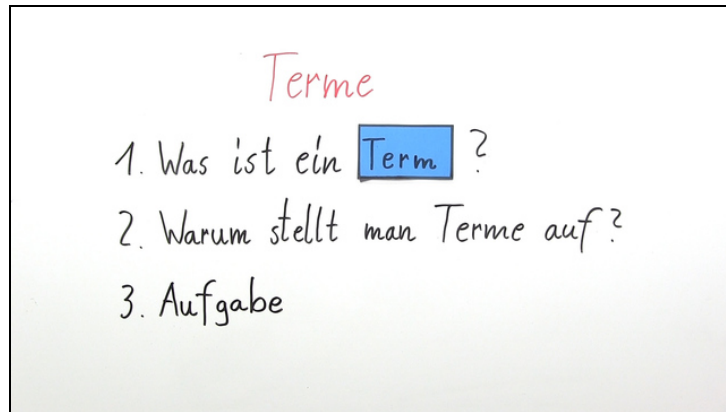 Terme
1. Was ist ein Term ?
2. Warum stellt man Terme auf?
3. Aufgabe